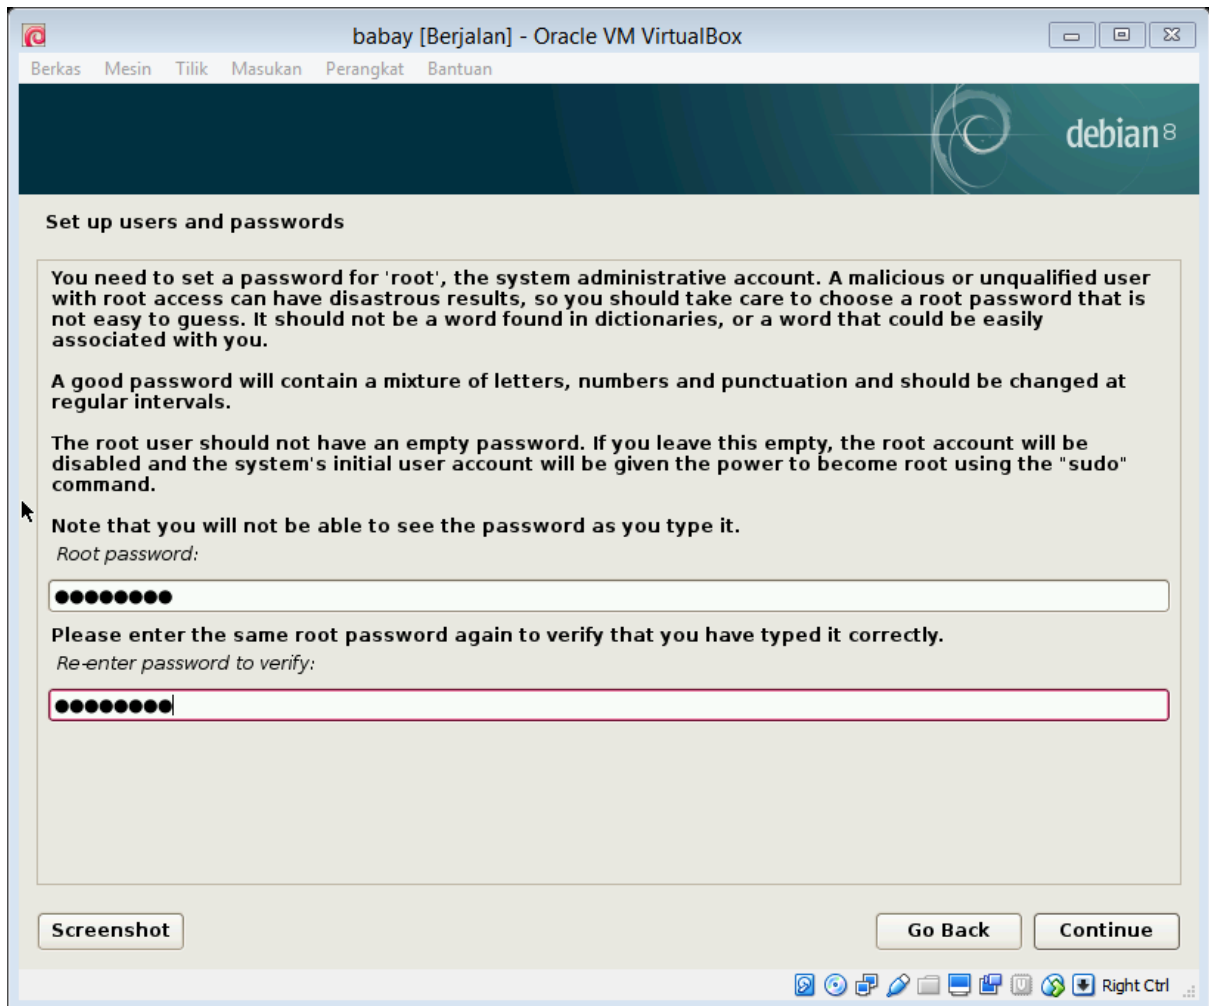 babay [Berjalan] - Oracle VM VirtualBox
Berkas Mesin Tilik Masukan Perangkat Bantuan
debian 8
Set up users and passwords
You need to set a password for 'root', the system administrative account. A malicious or unqualified user
with root access can have disastrous results, so you should take care to choose a root password that is
not easy to guess. It should not be a word found in dictionaries, or a word that could be easily
associated with you.
A good password will contain a mixture of letters, numbers and punctuation and should be changed at
regular intervals.
The root user should not have an empty password. If you leave this empty, the root account will be
disabled and the system's initial user account will be given the power to become root using the "sudo"
command.
Note that you will not be able to see the password as you type it.
Root password:
●●●●●●●●
Please enter the same root password again to verify that you have typed it correctly.
Re-enter password to verify:
●●●●●●●●
Screenshot Go Back Continue
Right Ctrl